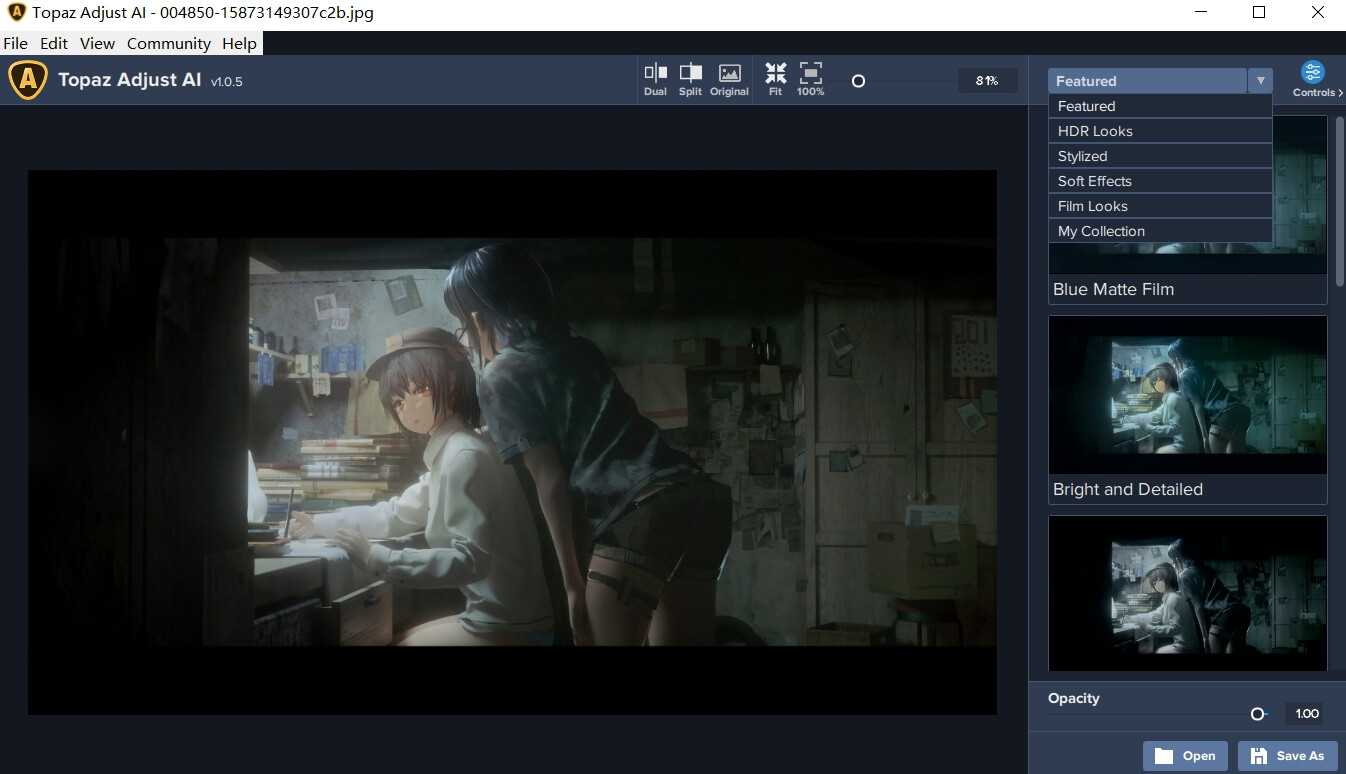 Topaz Adjust AI - 004850-15873149307c2b.jpg
File Edit View Community Help
Topaz Adjust AI v1.0.5
Dual Split Original Fit 100%
81%
Featured
Controls
Featured
HDR Looks
Stylized
Soft Effects
Film Looks
My Collection
Blue Matte Film
Bright and Detailed
Opacity
1.00
Open Save As